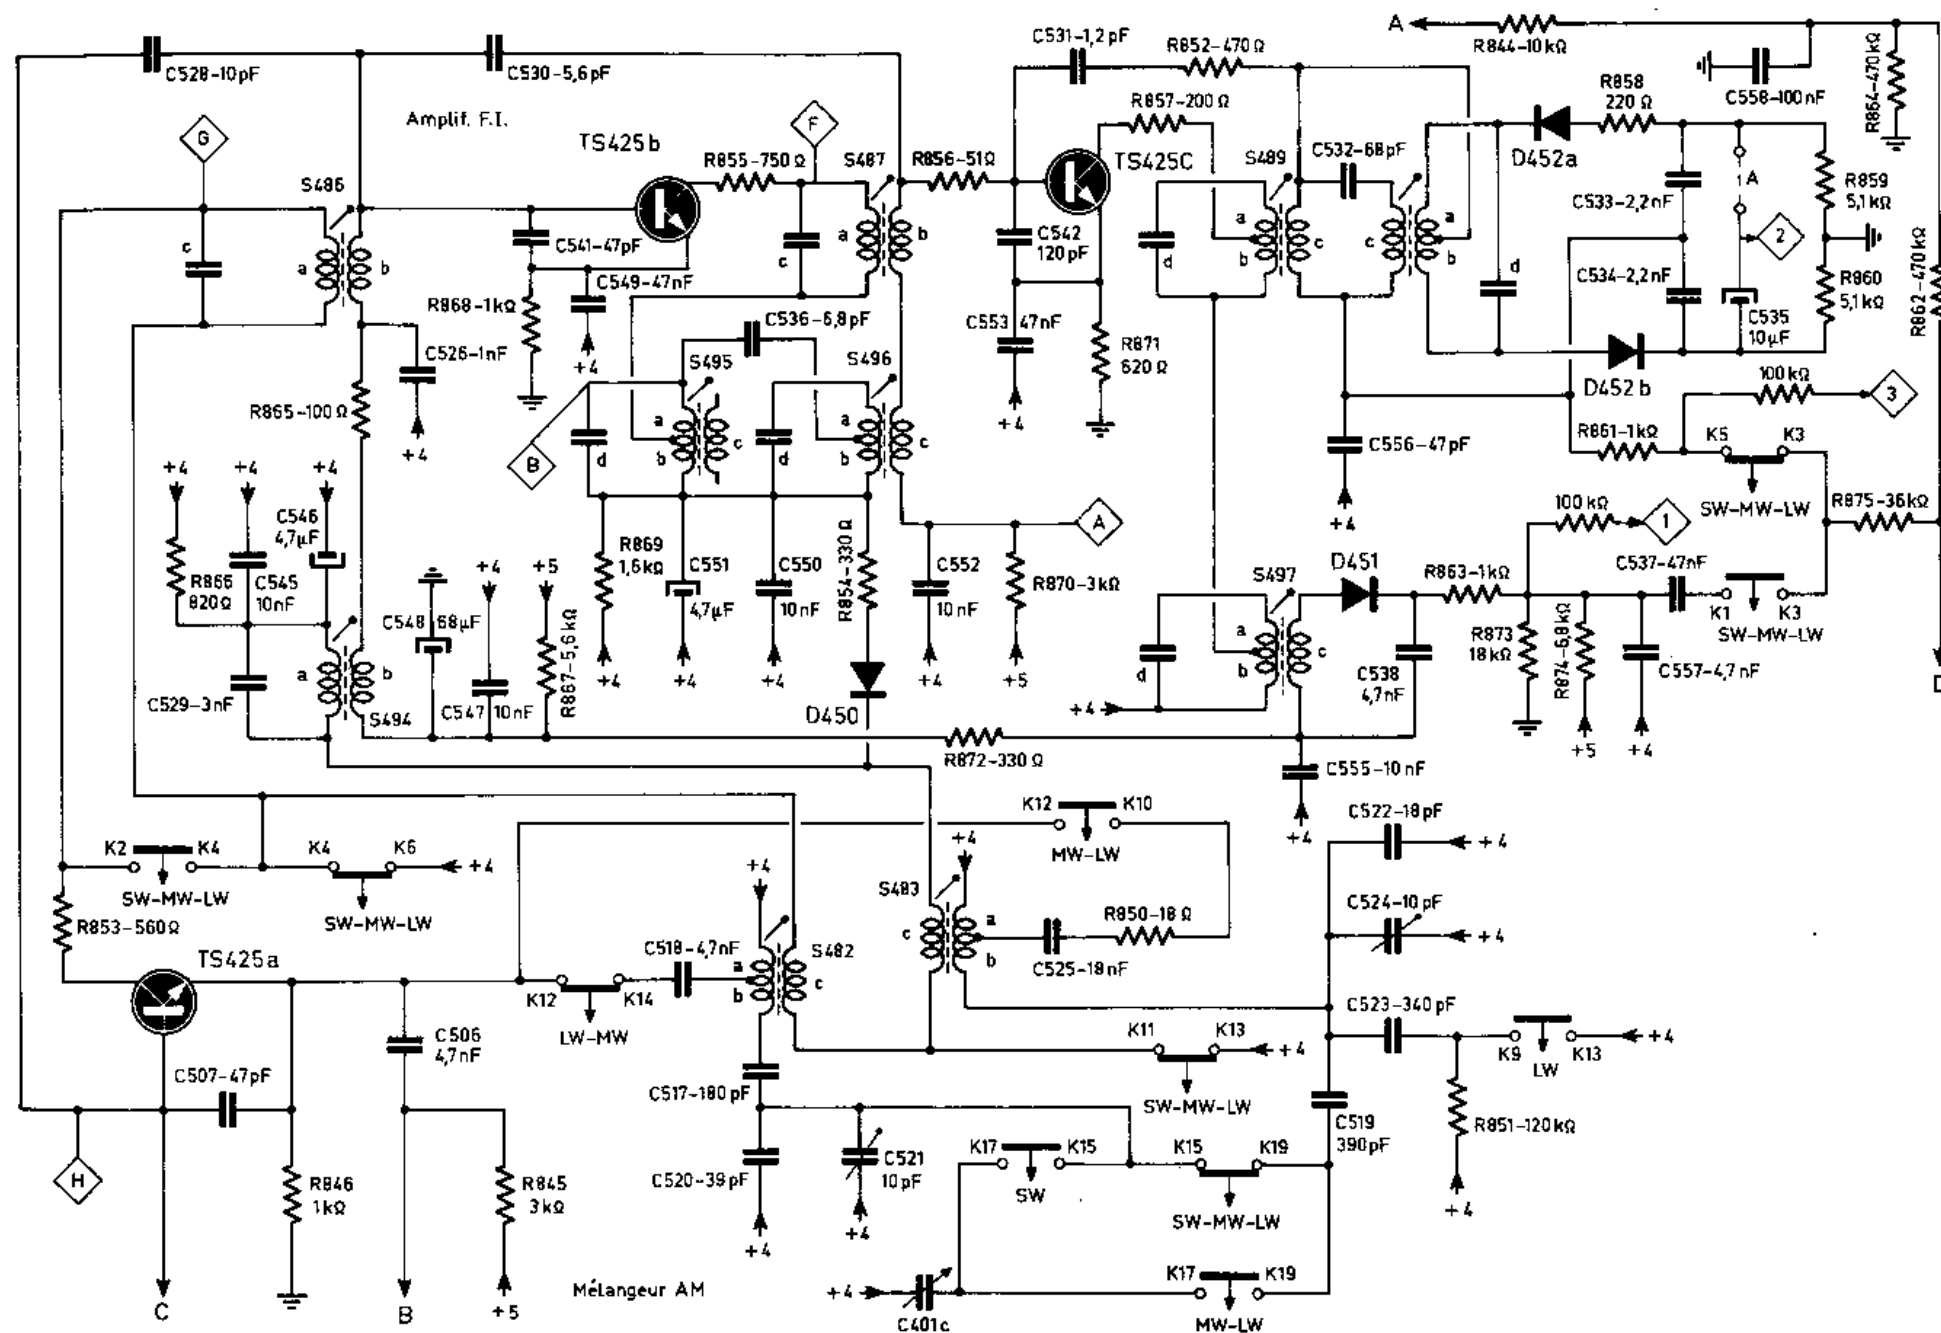 A
R844-10kΩ
C528-10pF
C530-5,6pF
C531-1,2pF
R852-470Ω
C558-100nF
R864-470kΩ
Amplif. F.I.
G
F
TS425b
R857-200Ω
R858
220Ω
D452a
R855-750Ω
S487
R856-51Ω
TS425C
S489
C532-68pF
S486
A
R859
5,1kΩ
C533-2,2nF
2
c
a
b
C541-47pF
a
b
c
C542
120pF
a
b
c
d
c
a
b
d
C534-2,2nF
R860
5,1kΩ
C549-47nF
R868-1kΩ
C535
10µF
R862-470kΩ
C536-6,8pF
C553-47nF
R871
620Ω
C526-1nF
+4
S495
S496
D452b
100kΩ
3
R865-100Ω
+4
+4
C556-47pF
R861-1kΩ
K5
K3
a
b
c
d
a
b
c
d
B
SW-MW-LW
+4
+4
+4
+4
100kΩ
1
R875-36kΩ
C546
4,7µF
A
R866
820Ω
C545
10nF
R869
1,6kΩ
C551
4,7µF
C550
10nF
R854-330Ω
C552
10nF
R870-3kΩ
S497
D451
R863-1kΩ
C537-47nF
K1
K3
SW-MW-LW
+4
+5
C548-68µF
R867-5,6kΩ
a
b
c
d
R873
18kΩ
R874-6,8kΩ
C557-4,7nF
C538
4,7nF
C529-3nF
a
b
S494
C547-10nF
+4
+4
+4
+4
+5
D450
+4
R872-330Ω
C555-10nF
+4
+5
+4
K12
K10
MW-LW
C522-18pF
+4
K2
K4
SW-MW-LW
K4
K6
+4
SW-MW-LW
+4
+4
S483
c
a
b
R850-18Ω
C525-18nF
C524-10pF
+4
R853-560Ω
TS425a
C518-4,7nF
S482
a
b
c
K12
K14
LW-MW
C523-340pF
K9
K13
+4
LW
K11
K13
+4
SW-MW-LW
C506
4,7nF
C507-47pF
C517-180pF
C519
390pF
R851-120kΩ
+4
H
R846
1kΩ
R845
3kΩ
C520-39pF
+4
C521
10pF
+4
K17
K15
SW
K15
K19
SW-MW-LW
C
B
+5
Mélangeur AM
+4
C401c
K17
K19
MW-LW